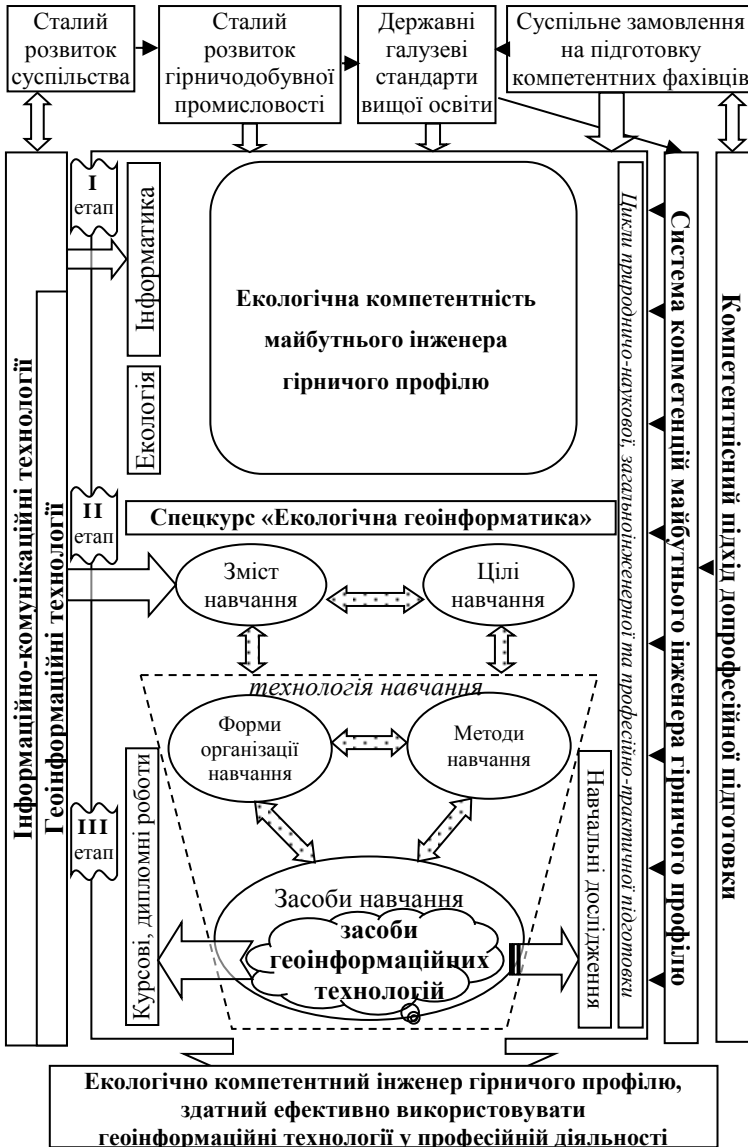 Сталий
розвиток
суспільства
Сталий
розвиток
гірничодобувної
промисловості
Державні
галузеві
стандарти
вищої освіти
Суспільне замовлення
на підготовку
компетентних фахівців
Інформаційно-комунікаційні технології
Геоінформаційні технології
I
етап
Інформатика
Екологія
Екологічна компетентність
майбутнього інженера
гірничого профілю
II
етап
Спецкурс «Екологічна геоінформатика»
Зміст
навчання
Цілі
навчання
технологія навчання
Форми
організації
навчання
Методи
навчання
III
етап
Курсові, дипломні роботи
Засоби навчання
засоби
геоінформаційних
технологій
Навчальні дослідження
Цикли природничо-наукової, загальноінженерної та професійно-практичної підготовки
Система копметенцій майбутнього інженера гірничого профілю
Компетентнісний підхід допрофесійної підготовки
Екологічно компетентний інженер гірничого профілю,
здатний ефективно використовувати
геоінформаційні технології у професійній діяльності